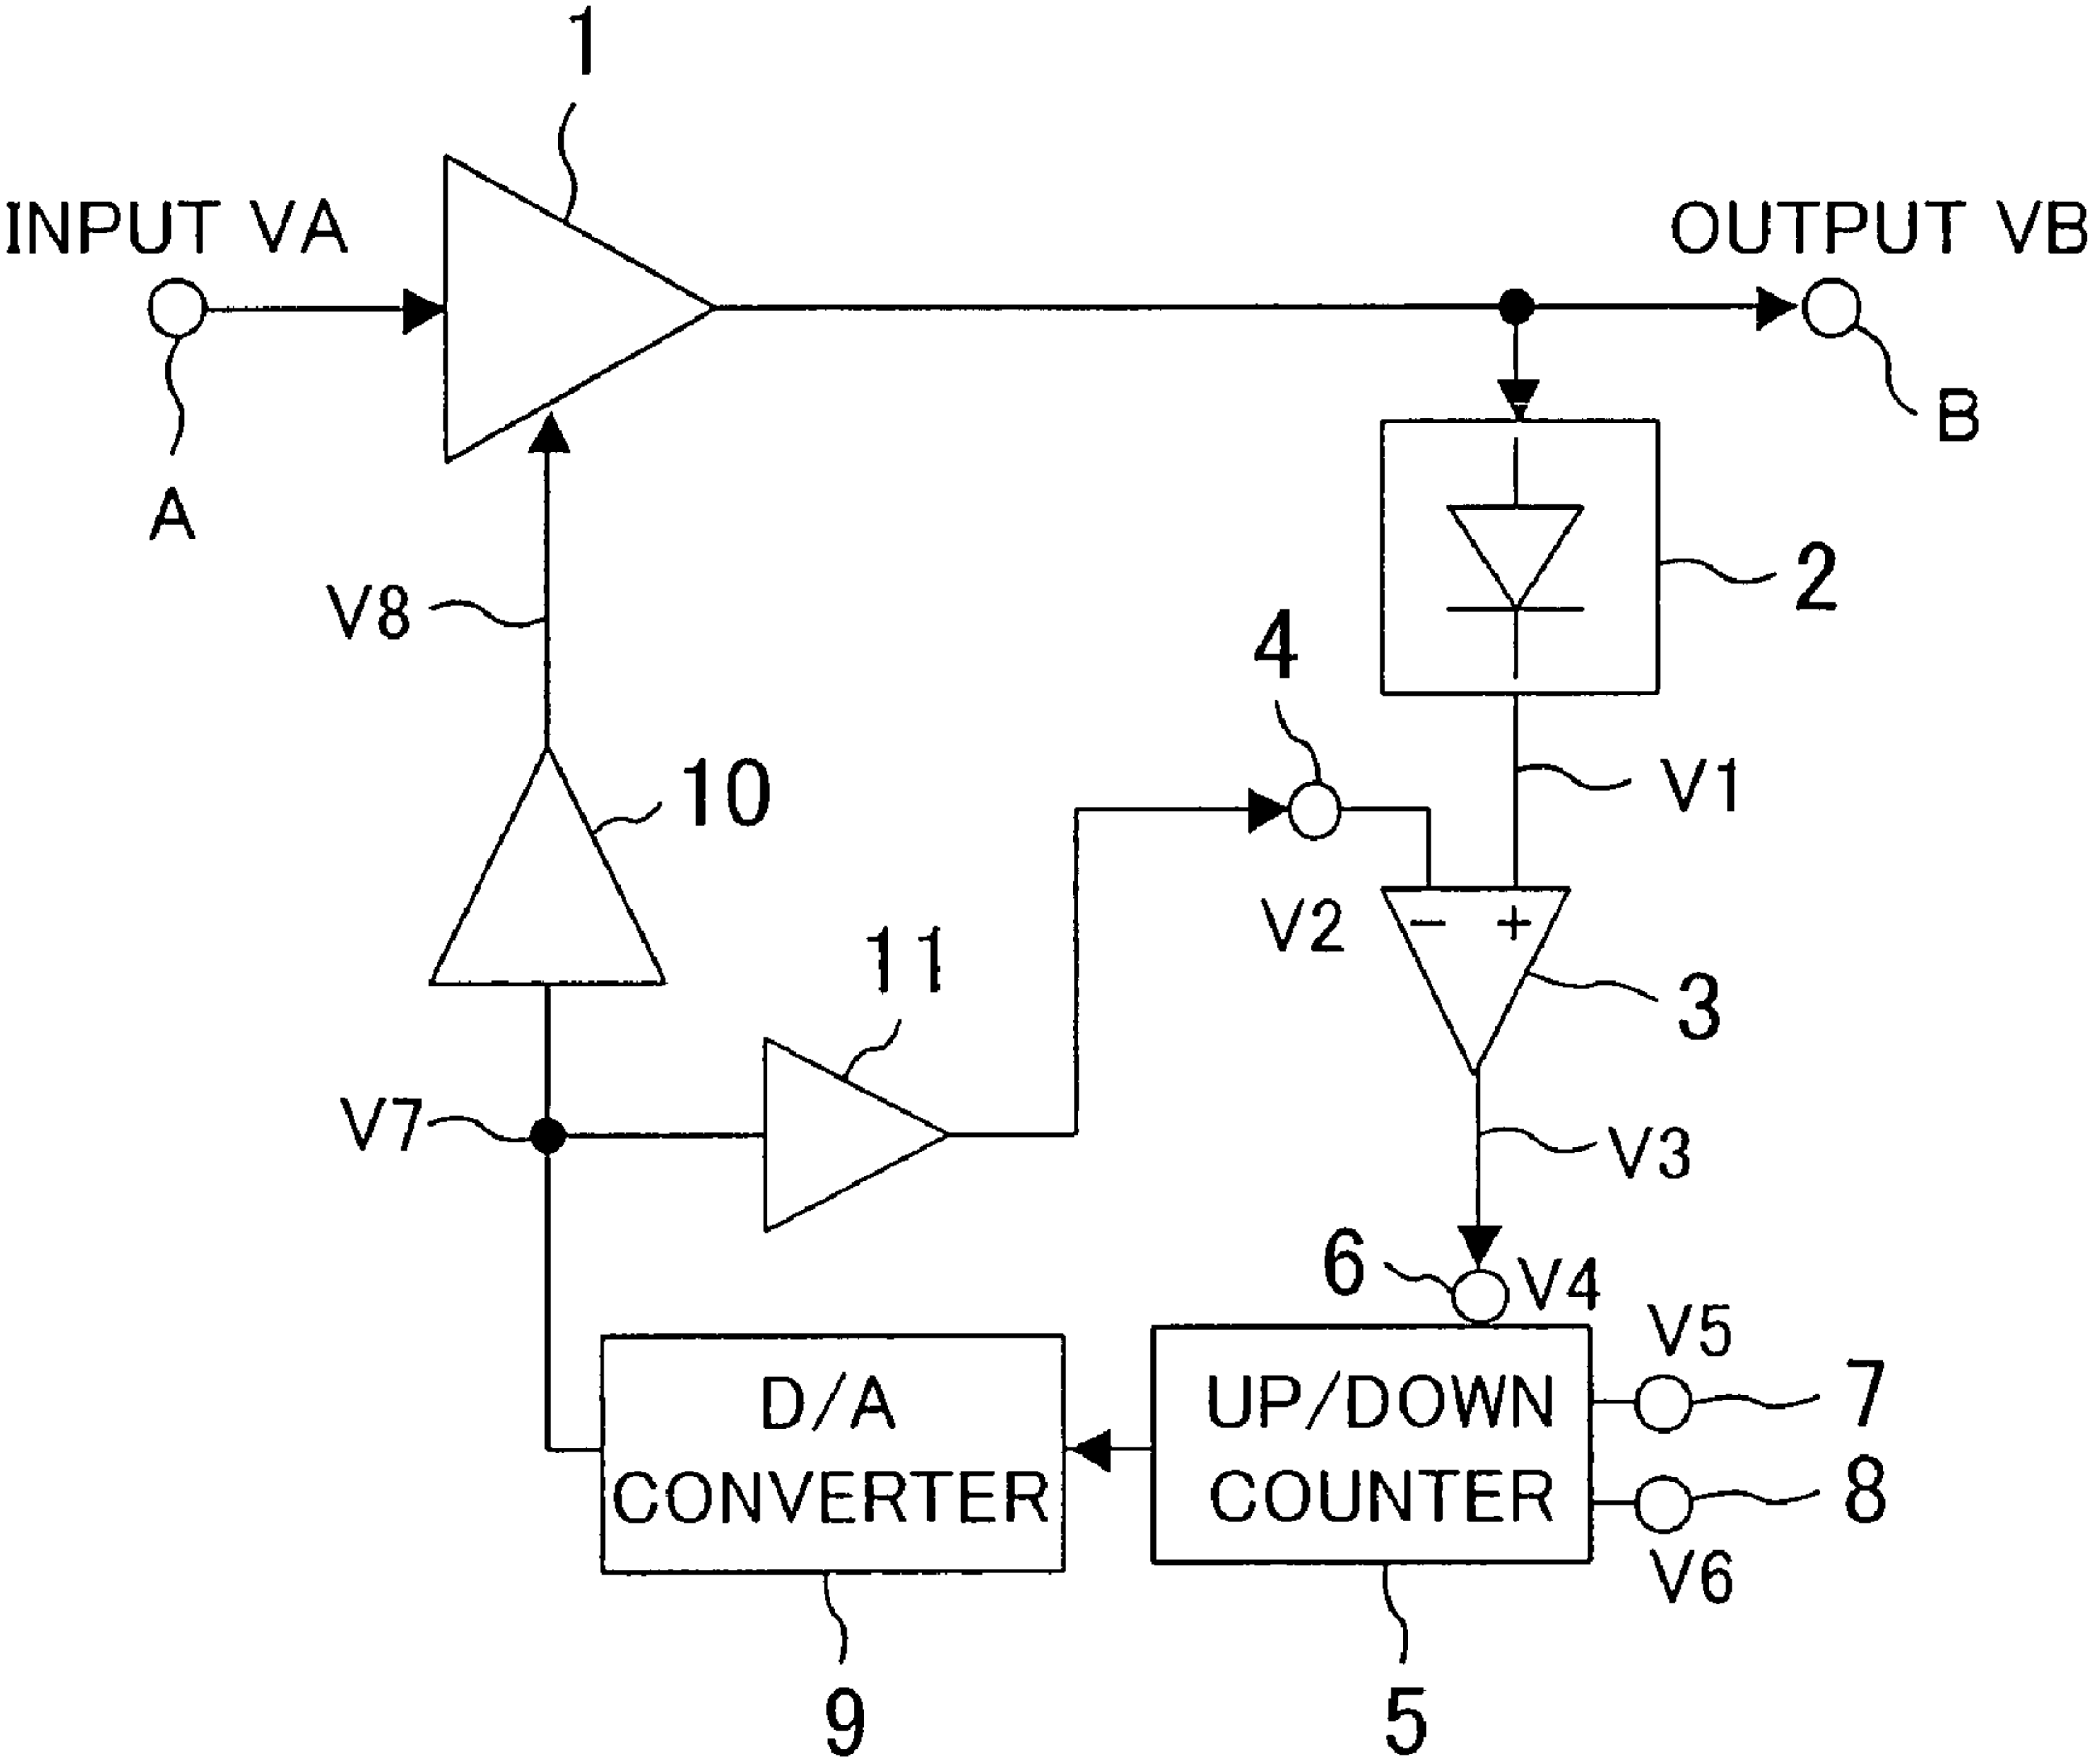 1
INPUT VA
OUTPUT VB
A
B
2
V8
4
10
V1
V2
- +
11
3
V7
V3
6
V4
V5
7
D/A
CONVERTER
UP/DOWN
COUNTER
8
V6
9
5